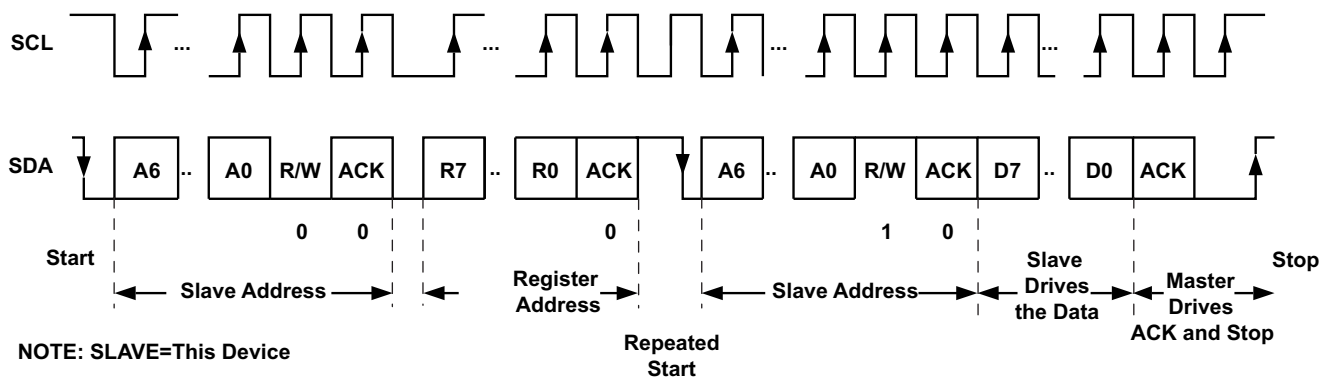 SCL ... ... ... ...
SDA A6 .. A0 R/W ACK R7 .. R0 ACK A6 .. A0 R/W ACK D7 .. D0 ACK
0 0 0 1 0
Start
Slave Address
Register
Address
Repeated
Start
Slave Address
Slave
Drives
the Data
Master
Drives
ACK and Stop
Stop
NOTE: SLAVE=This Device